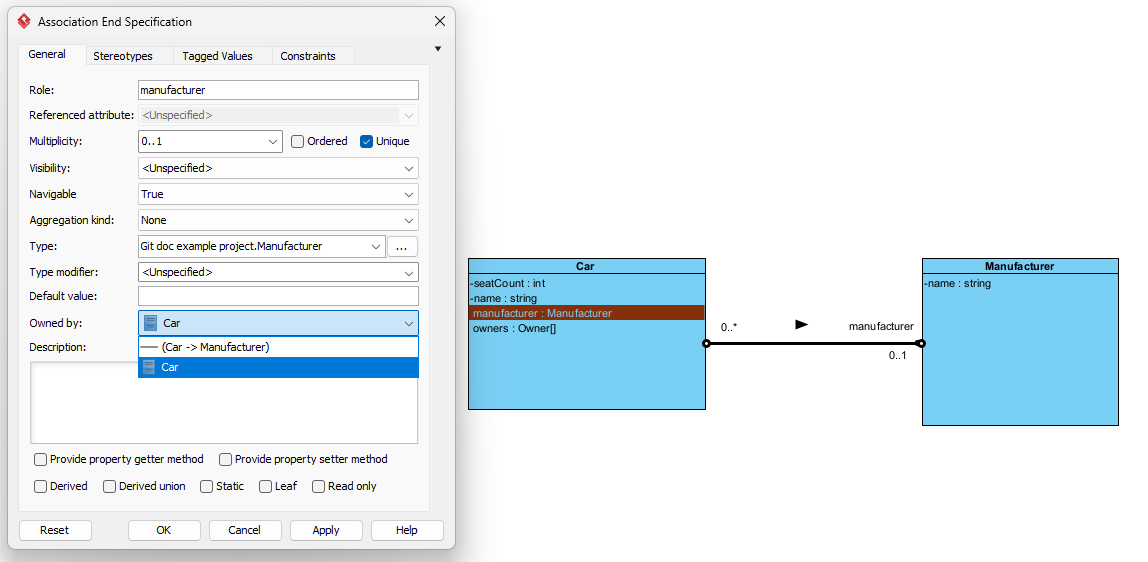 Association End Specification
General
Stereotypes
Tagged Values
Constraints
Role: manufacturer
Referenced attribute: <Unspecified>
Multiplicity: 0..1 Ordered Unique
Visibility: <Unspecified>
Navigable True
Aggregation kind: None
Type: Git doc example project.Manufacturer ...
Type modifier: <Unspecified>
Default value:
Owned by: Car
Description: (Car -> Manufacturer)
Car
Provide property getter method Provide property setter method
Derived Derived union Static Leaf Read only
Reset OK Cancel Apply Help
Car
-seatCount : int
-name : string
manufacturer : Manufacturer
owners : Owner[]
0..*
manufacturer
0..1
Manufacturer
-name : string